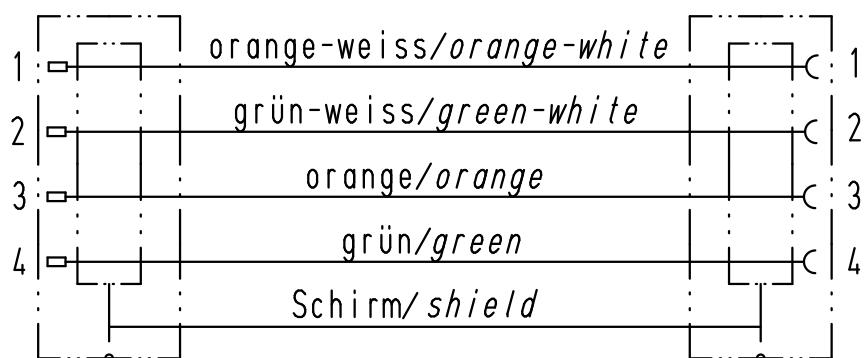 1 orange-weiss/orange-white 1
2 grün-weiss/green-white 2
3 orange/orange 3
4 grün/green 4
Schirm/shield